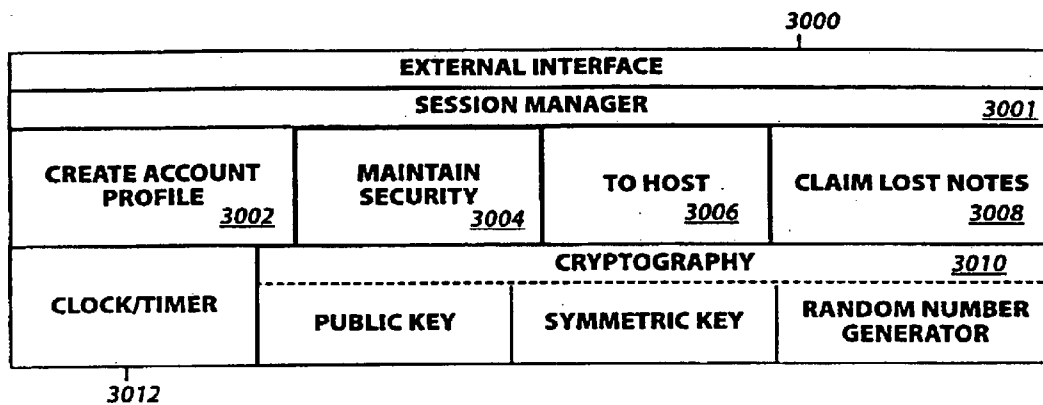 3000
EXTERNAL INTERFACE
SESSION MANAGER
3001
CREATE ACCOUNT
PROFILE
3002
MAINTAIN
SECURITY
3004
TO HOST
3006
CLAIM LOST NOTES
3008
CLOCK/TIMER
CRYPTOGRAPHY
3010
PUBLIC KEY
SYMMETRIC KEY
RANDOM NUMBER
GENERATOR
3012